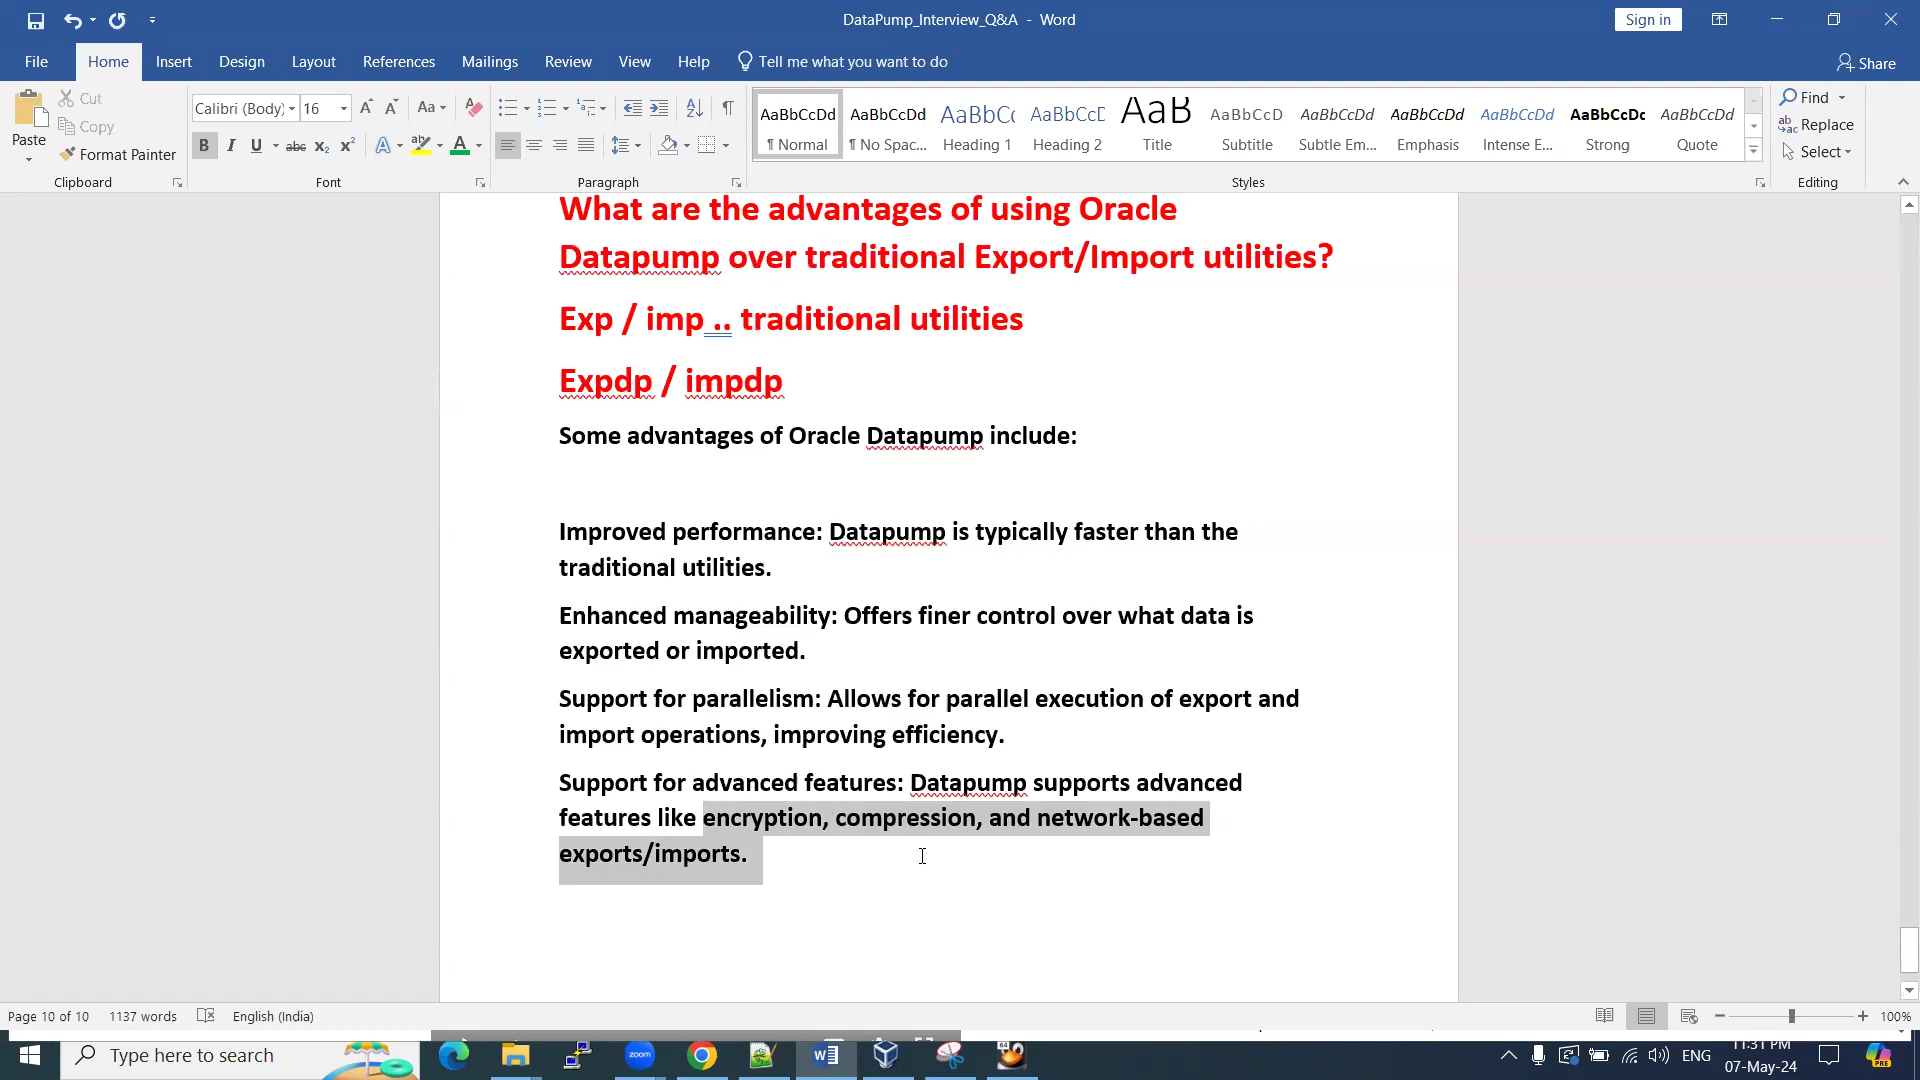 DataPump_Interview_Q&A - Word
Sign in
File Home Insert Design Layout References Mailings Review View Help Tell me what you want to do Share
Paste
Cut
Copy
Format Painter
Clipboard
Calibri (Body) 16
Font
Paragraph
AaBbCcDd AaBbCcDd AaBbCc AaBbCcD AaB AaBbCcD AaBbCcDd AaBbCcDd AaBbCcDd AaBbCcDc AaBbCcDd
¶ Normal ¶ No Spac... Heading 1 Heading 2 Title Subtitle Subtle Em... Emphasis Intense E... Strong Quote
Styles
Find
Replace
Select
Editing
What are the advantages of using Oracle
Datapump over traditional Export/Import utilities?
Exp / imp .. traditional utilities
Expdp / impdp
Some advantages of Oracle Datapump include:
Improved performance: Datapump is typically faster than the
traditional utilities.
Enhanced manageability: Offers finer control over what data is
exported or imported.
Support for parallelism: Allows for parallel execution of export and
import operations, improving efficiency.
Support for advanced features: Datapump supports advanced
features like encryption, compression, and network-based
exports/imports.
Page 10 of 10 1137 words English (India) 100%
Type here to search
zoom
ENG
11:31 PM
07-May-24